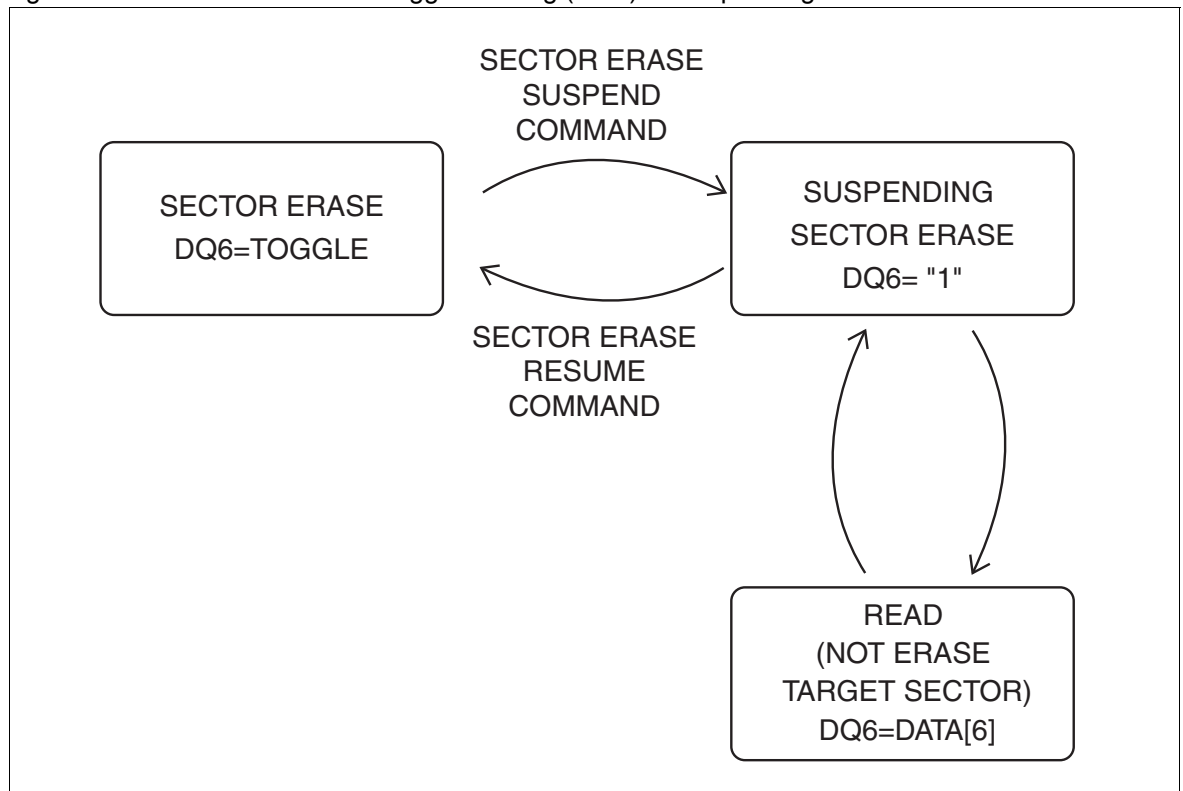 SECTOR ERASE
SUSPEND
COMMAND
SECTOR ERASE
DQ6=TOGGLE
SUSPENDING
SECTOR ERASE
DQ6= "1"
SECTOR ERASE
RESUME
COMMAND
READ
(NOT ERASE
TARGET SECTOR)
DQ6=DATA[6]